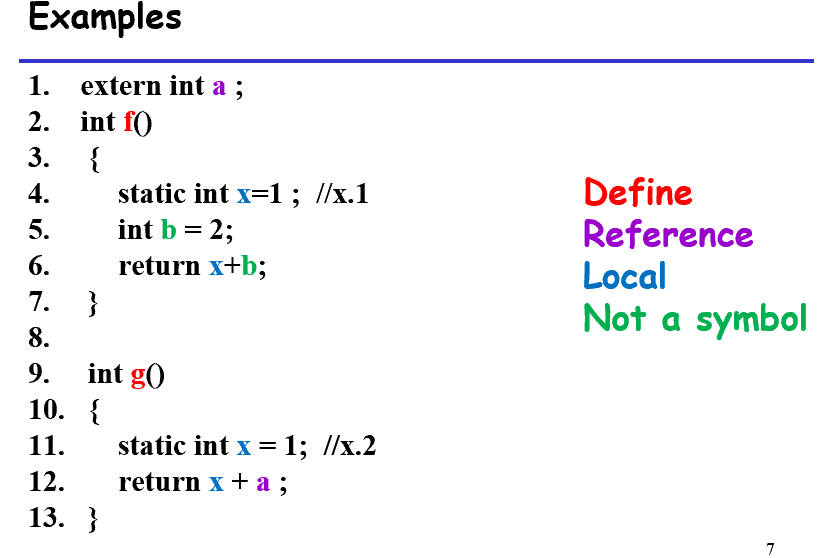 Examples
1. extern int a ;
2. int f()
3. {
4. static int x=1 ; //x.1
5. int b = 2;
6. return x+b;
7. }
8.
9. int g()
10. {
11. static int x = 1; //x.2
12. return x + a ;
13. }
Define
Reference
Local
Not a symbol
7